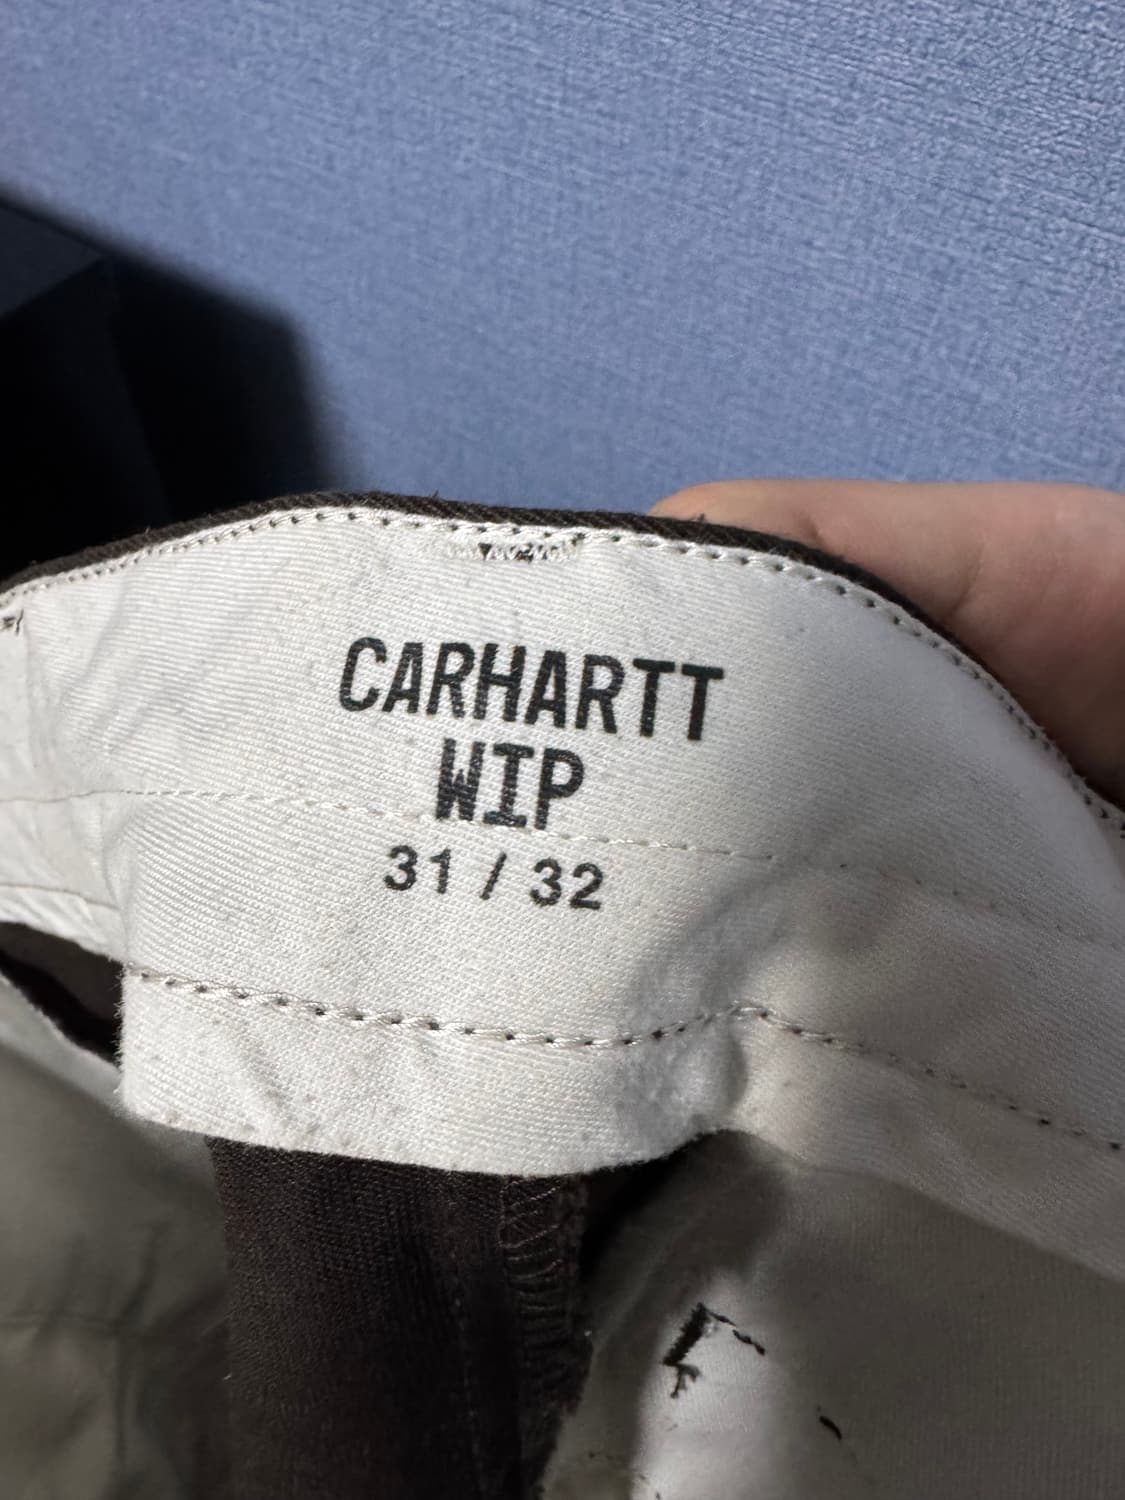 CARHARTT
WIP
31 / 32